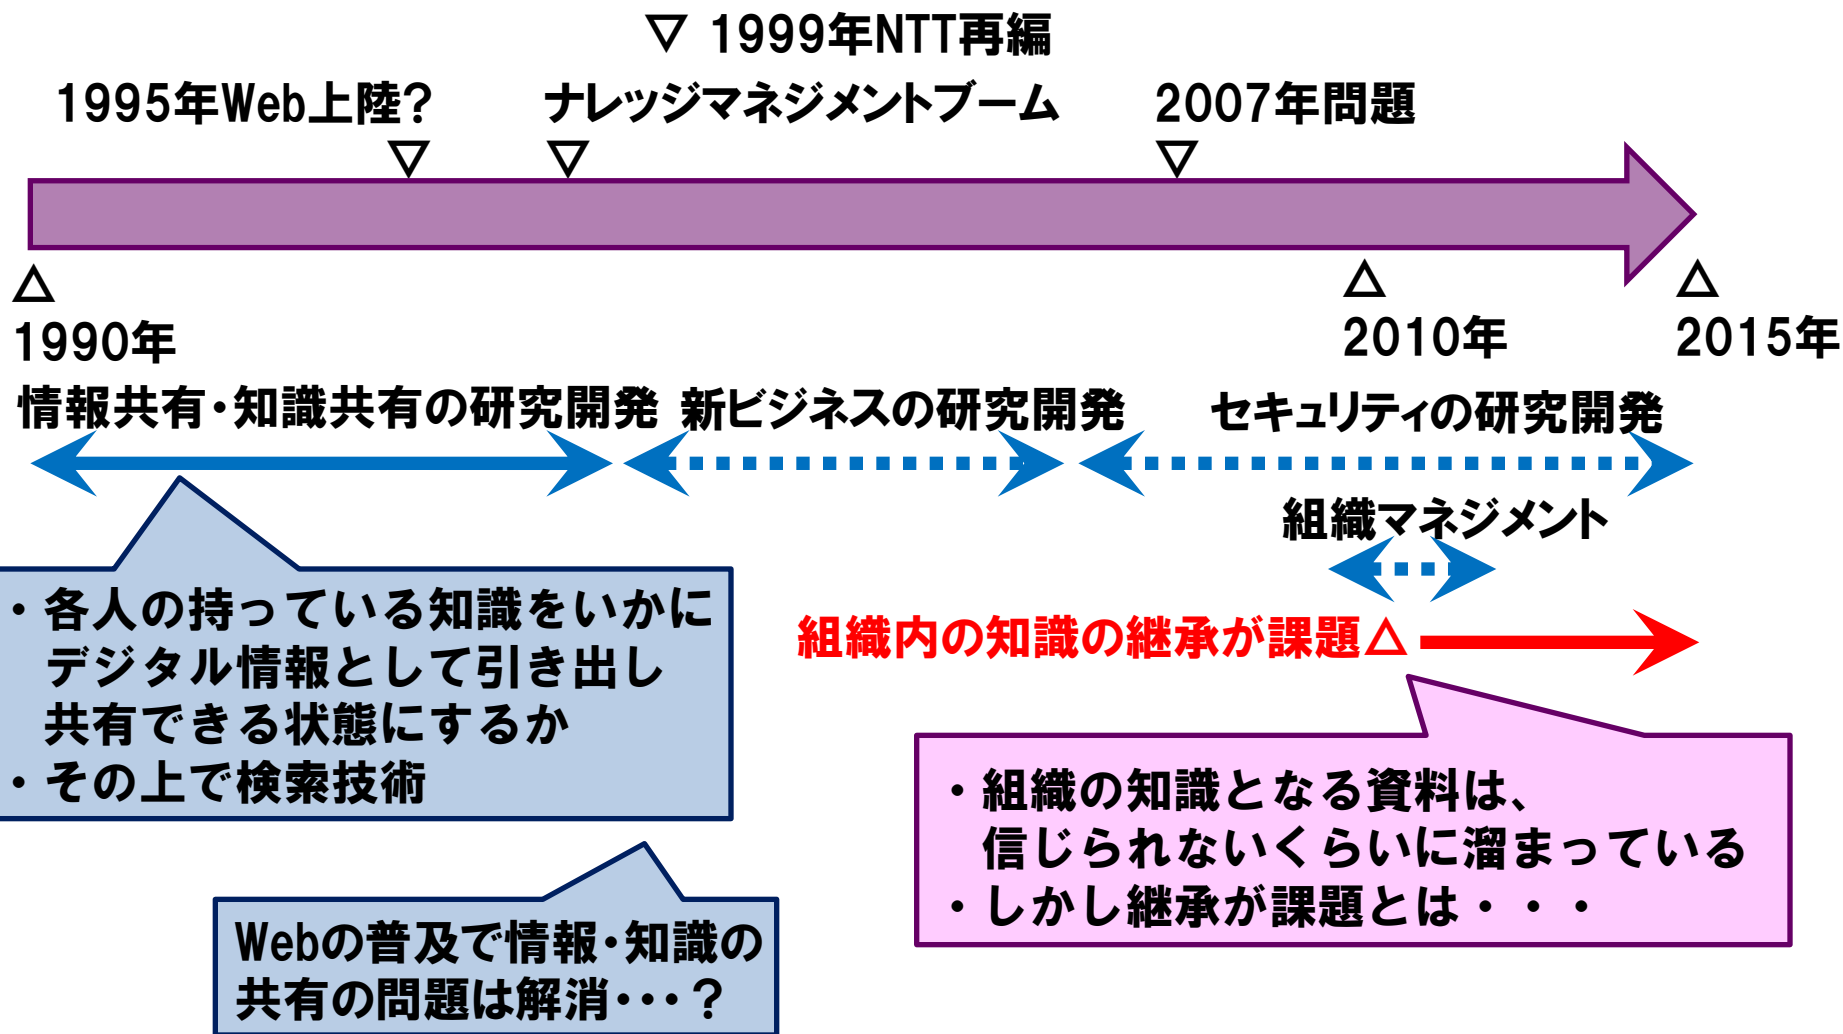 ▽ 1999年NTT再編
1995年Web上陸?
ナレッジマネジメントブーム
2007年問題
▽
▽
▽
△
△
△
1990年
2010年
2015年
情報共有・知識共有の研究開発
新ビジネスの研究開発
セキュリティの研究開発
組織マネジメント
・各人の持っている知識をいかに
デジタル情報として引き出し
共有できる状態にするか
・その上で検索技術
組織内の知識の継承が課題△
・組織の知識となる資料は、
信じられないくらいに溜まっている
・しかし継承が課題とは・・・
Webの普及で情報・知識の
共有の問題は解消・・・？